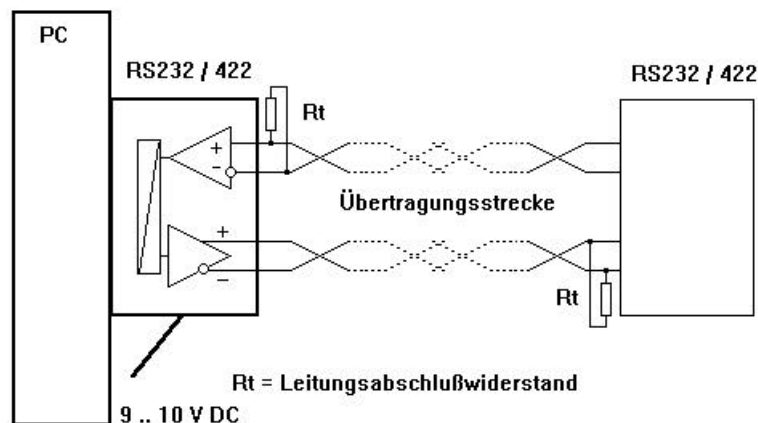 PC
RS232 / 422
RS232 / 422
Rt
+
-
Übertragungsstrecke
+
-
Rt
Rt = Leitungsabschlußwiderstand
9 .. 10 V DC